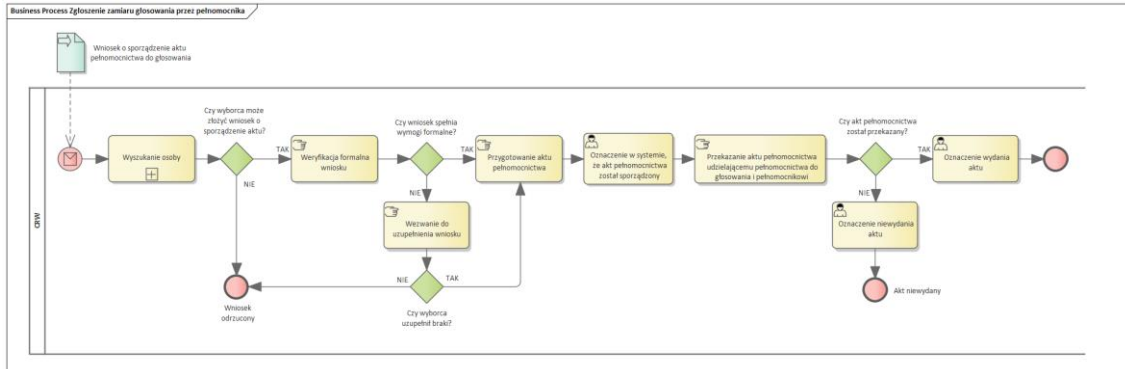 Business Process Zgłoszenie zamiaru głosowania przez pełnomocnika
Wniosek o sporządzenie aktu
pełnomocnictwa do głosowania
CRW
Wyszukanie osoby
Czy wyborca może
złożyć wniosek o
sporządzenie aktu?
TAK
NIE
Weryfikacja formalna
wniosku
Czy wniosek spełnia
wymogi formalne?
TAK
NIE
Przygotowanie aktu
pełnomocnictwa
Oznaczenie w systemie,
że akt pełnomocnictwa
został sporządzony
Przekazanie aktu pełnomocnictwa
udzielającemu pełnomocnictwa do
głosowania i pełnomocnikowi
Czy akt pełnomocnictwa
został przekazany?
TAK
NIE
Oznaczenie wydania
aktu
Wezwanie do
uzupełnienia wniosku
Oznaczenie niewydania
aktu
NIE
TAK
Wniosek
odrzucony
Czy wyborca
uzupełnił braki?
Akt niewydany